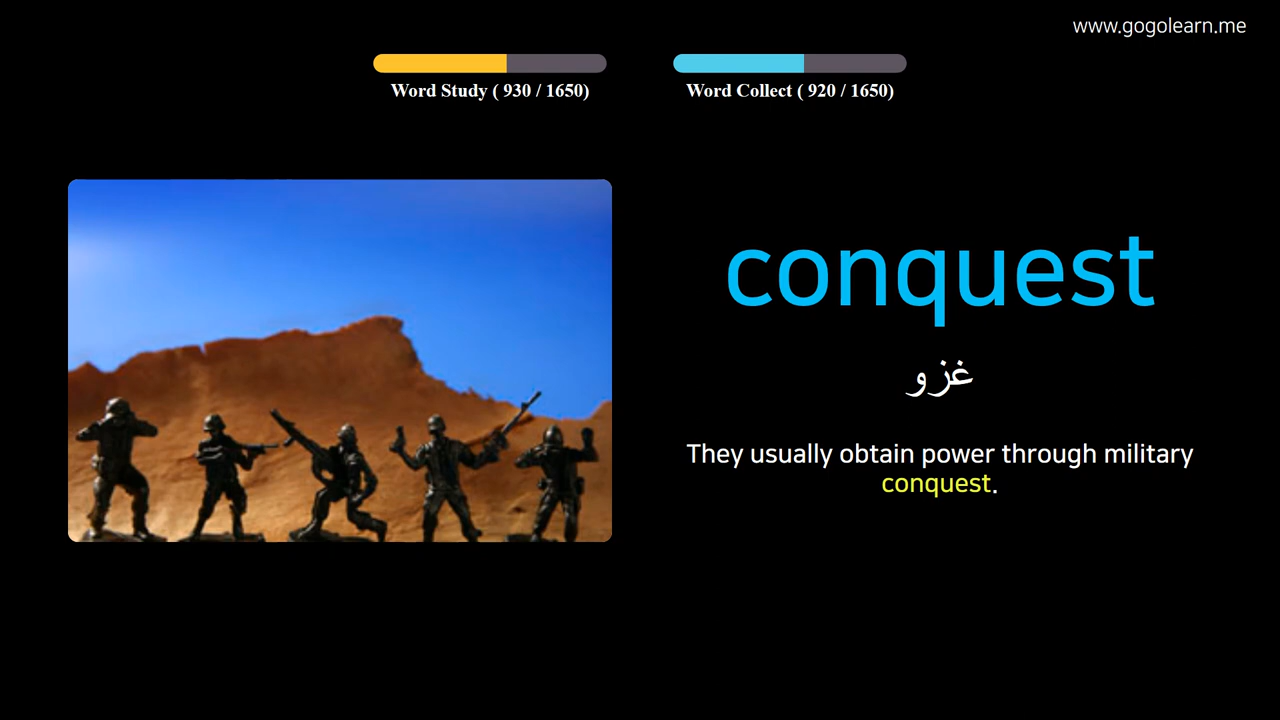 www.gogolearn.me
Word Study ( 930 / 1650)
Word Collect ( 920 / 1650)
conquest
غزو
They usually obtain power through military
conquest.